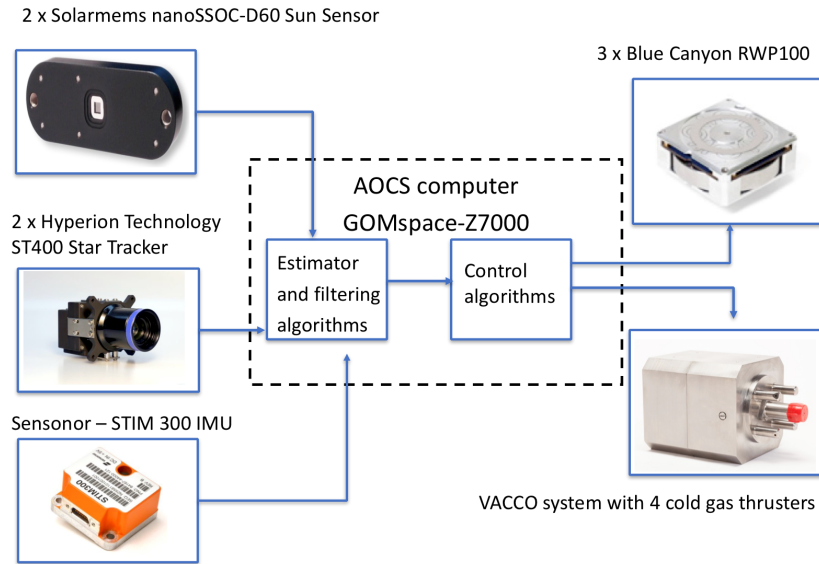 2 x Solarmems nanoSSOC-D60 Sun Sensor
3 x Blue Canyon RWP100
AOCS computer
GOMspace-Z7000
2 x Hyperion Technology
ST400 Star Tracker
Estimator
and filtering
algorithms
Control
algorithms
Sensonor – STIM 300 IMU
STIM300
VACCO system with 4 cold gas thrusters